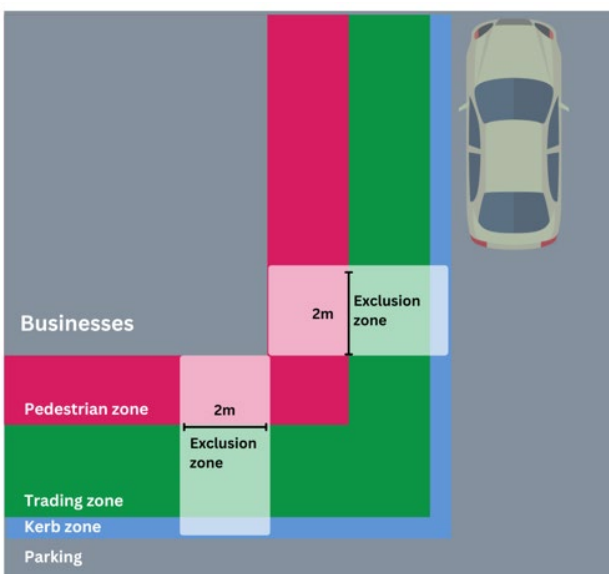 2m
Exclusion
zone
Businesses
Pedestrian zone
2m
Exclusion
zone
Trading zone
Kerb zone
Parking